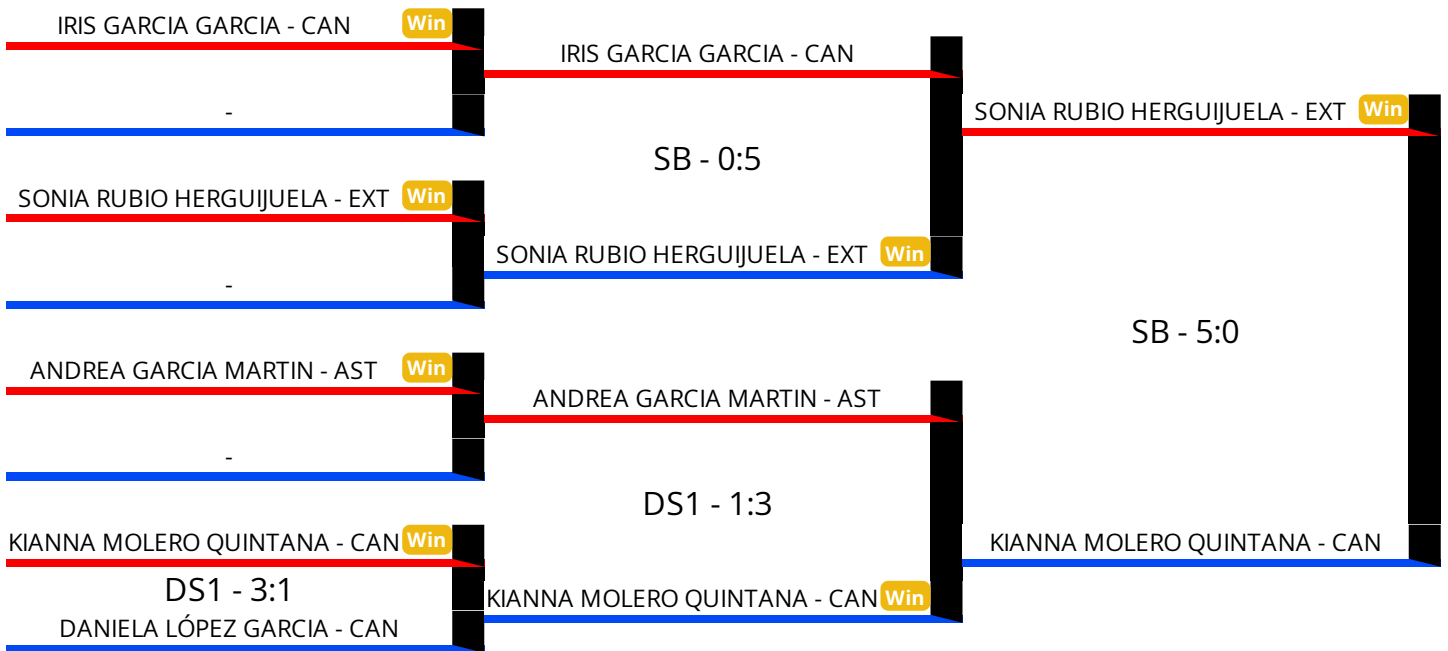 IRIS GARCIA GARCIA - CAN Win
-
SONIA RUBIO HERGUIJUELA - EXT Win
-
ANDREA GARCIA MARTIN - AST Win
-
KIANNA MOLERO QUINTANA - CAN Win
DS1 - 3:1
DANIELA LÓPEZ GARCIA - CAN
IRIS GARCIA GARCIA - CAN
SB - 0:5
SONIA RUBIO HERGUIJUELA - EXT Win
ANDREA GARCIA MARTIN - AST
DS1 - 1:3
KIANNA MOLERO QUINTANA - CAN Win
SONIA RUBIO HERGUIJUELA - EXT Win
SB - 5:0
KIANNA MOLERO QUINTANA - CAN